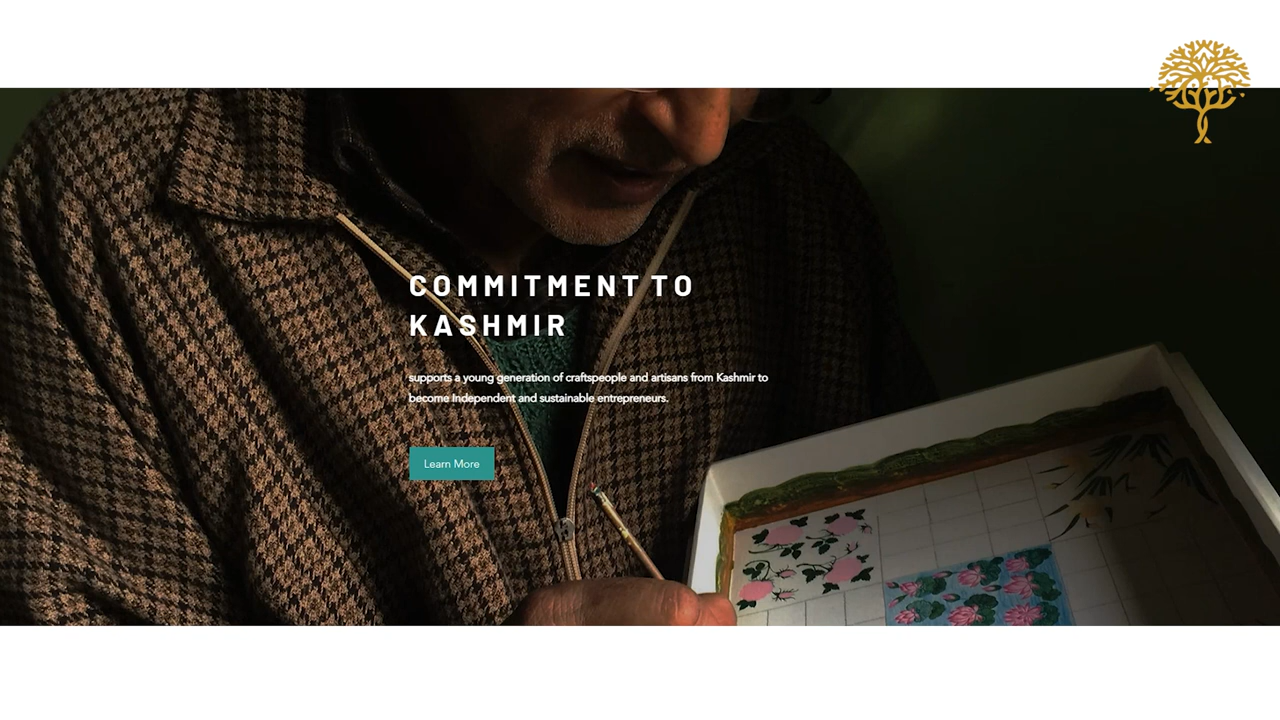 COMMITMENT TO
KASHMIR
supports a young generation of craftspeople and artisans from Kashmir to
become Independent and sustainable entrepreneurs.
Learn More